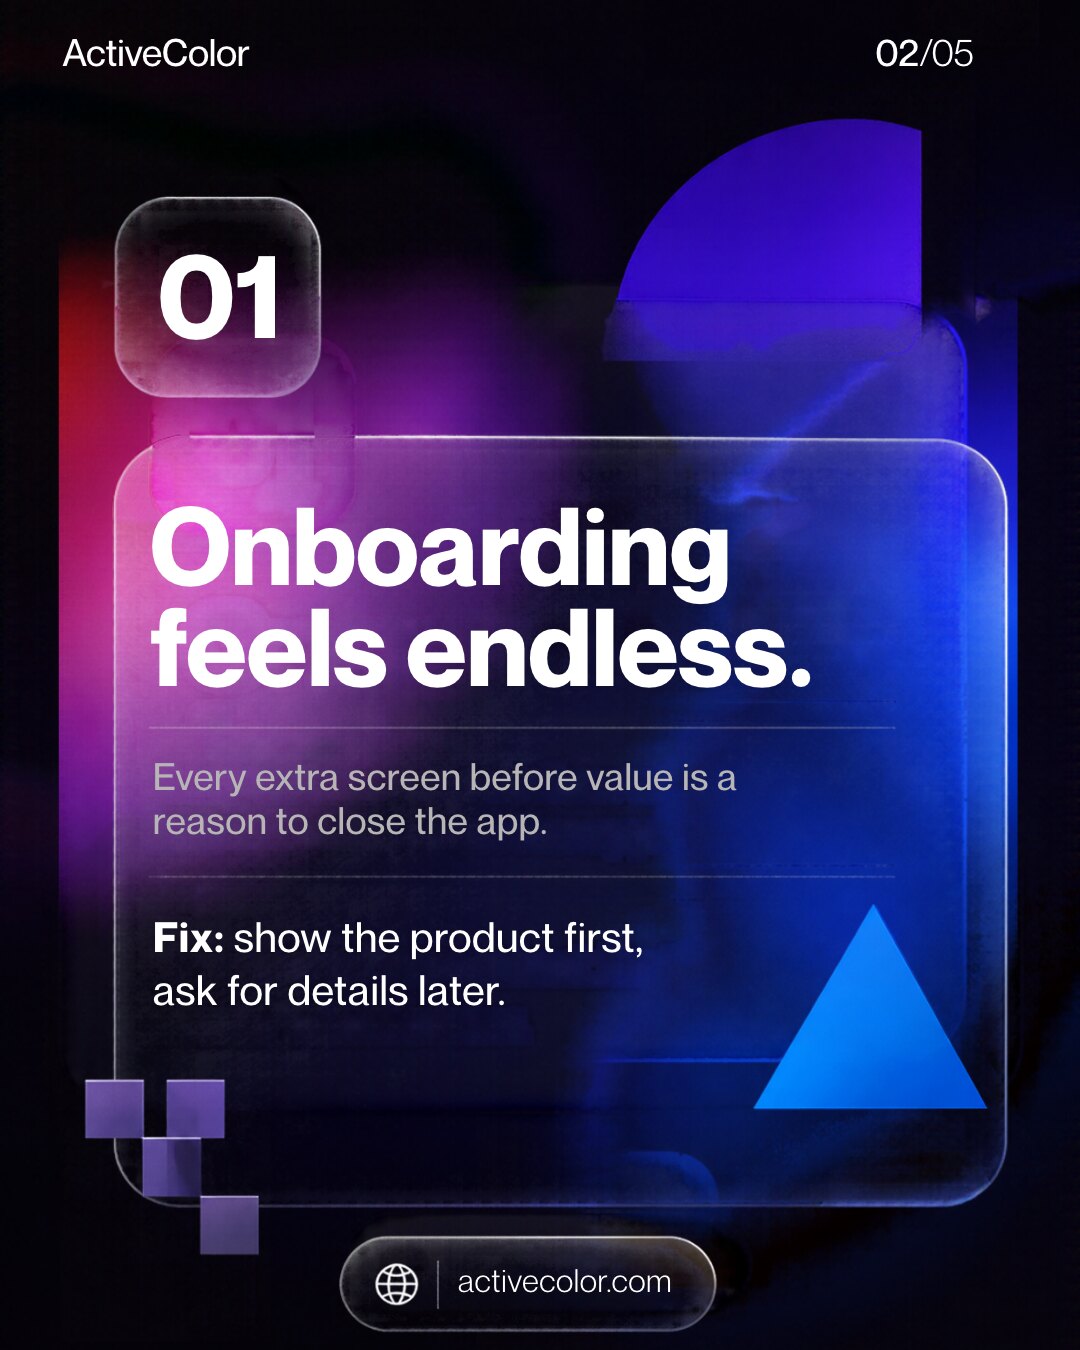 ActiveColor
02/05
01
Onboarding
feels endless.
Every extra screen before value is a
reason to close the app.
Fix: show the product first,
ask for details later.
activecolor.com